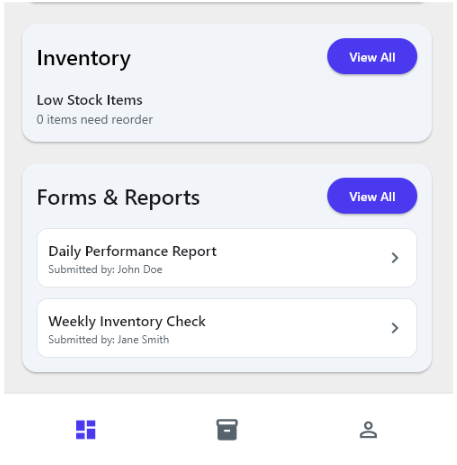 Inventory
View All
Low Stock Items
0 items need reorder
Forms & Reports
View All
Daily Performance Report
Submitted by: John Doe
Weekly Inventory Check
Submitted by: Jane Smith